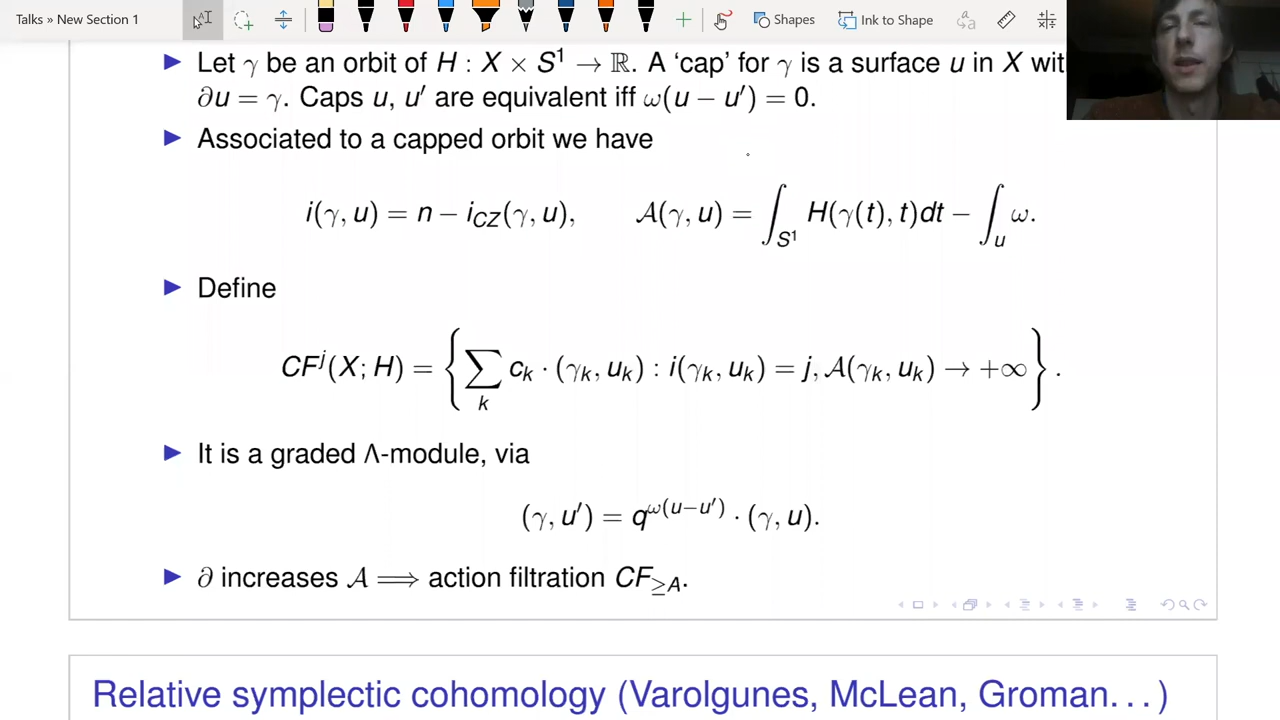 Talks » New Section 1
Shapes
Ink to Shape
▶ Let γ be an orbit of H : X × S¹ → ℝ. A ‘cap’ for γ is a surface u in X
∂u = γ. Caps u, u′ are equivalent iff ω(u − u′) = 0.
▶ Associated to a capped orbit we have
i(γ, u) = n − i_CZ(γ, u), 𝒜(γ, u) = ∫_{S¹} H(γ(t), t)dt − ∫_u ω.
▶ Define
CF^j(X; H) = { ∑_k c_k · (γ_k, u_k) : i(γ_k, u_k) = j, 𝒜(γ_k, u_k) → +∞ } .
▶ It is a graded Λ-module, via
(γ, u′) = q^{ω(u−u′)} · (γ, u).
▶ ∂ increases 𝒜 ⟹ action filtration CF_{≥A}.
Relative symplectic cohomology (Varolgunes, McLean, Groman. . . )